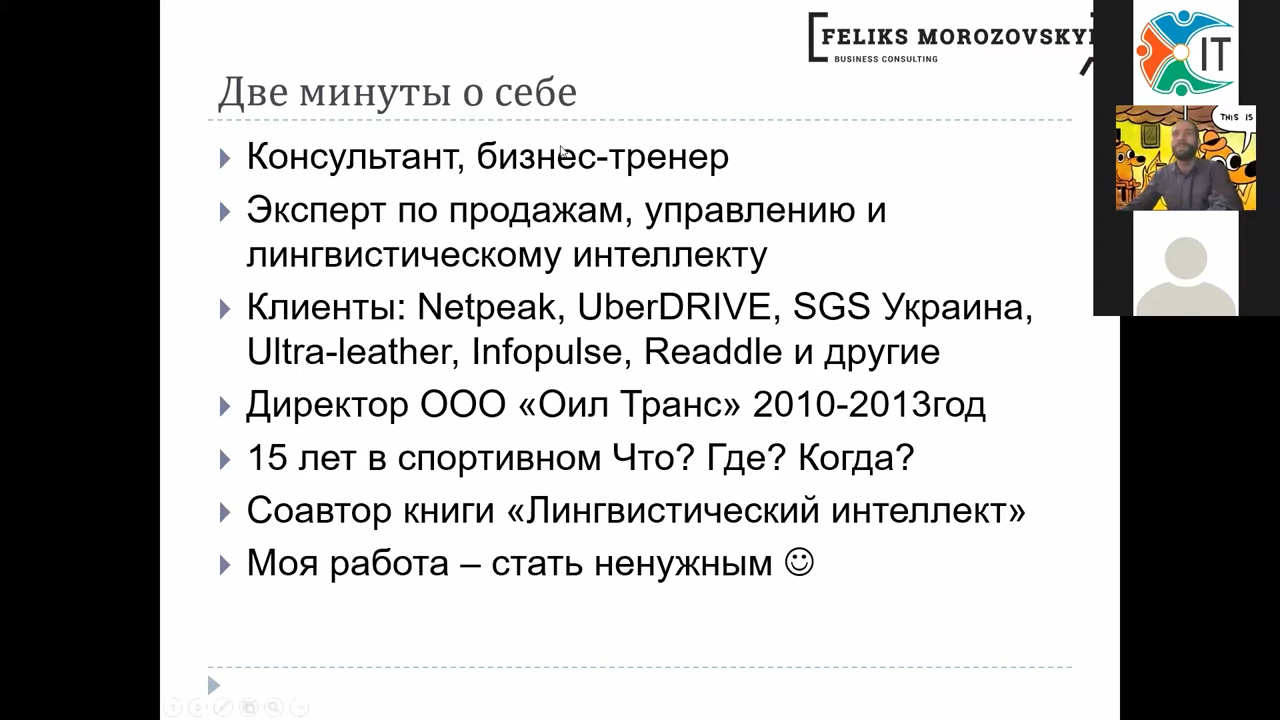 FELIKS MOROZOVSKY
BUSINESS CONSULTING
IT
THIS IS
Две минуты о себе
Консультант, бизнес-тренер
Эксперт по продажам, управлению и
лингвистическому интеллекту
Клиенты: Netpeak, UberDRIVE, SGS Украина,
Ultra-leather, Infopulse, Readdle и другие
Директор ООО «Оил Транс» 2010-2013год
15 лет в спортивном Что? Где? Когда?
Соавтор книги «Лингвистический интеллект»
Моя работа – стать ненужным ☺